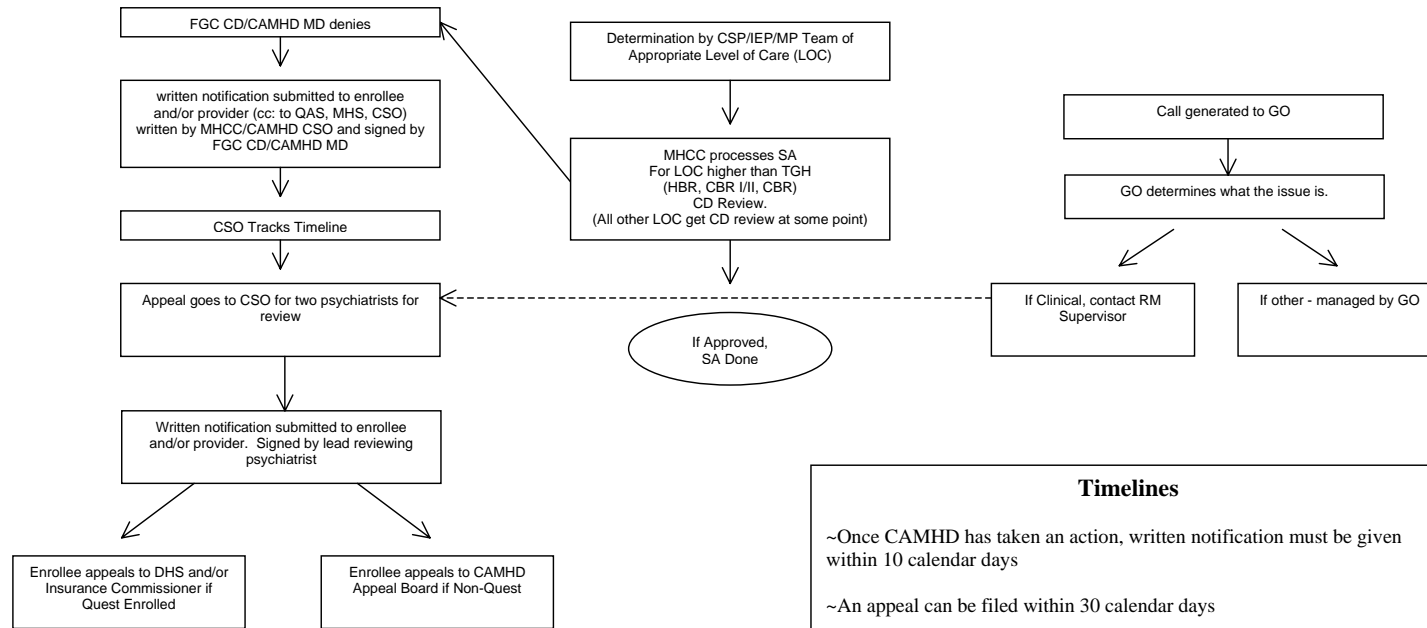 FGC CD/CAMHD MD denies
written notification submitted to enrollee
and/or provider (cc: to QAS, MHS, CSO)
written by MHCC/CAMHD CSO and signed by
FGC CD/CAMHD MD
CSO Tracks Timeline
Appeal goes to CSO for two psychiatrists for
review
Written notification submitted to enrollee
and/or provider. Signed by lead reviewing
psychiatrist
Enrollee appeals to DHS and/or
Insurance Commissioner if
Quest Enrolled
Enrollee appeals to CAMHD
Appeal Board if Non-Quest
Determination by CSP/IEP/MP Team of
Appropriate Level of Care (LOC)
MHCC processes SA
For LOC higher than TGH
(HBR, CBR I/II, CBR)
CD Review.
(All other LOC get CD review at some point)
If Approved,
SA Done
Call generated to GO
GO determines what the issue is.
If Clinical, contact RM
Supervisor
If other - managed by GO
Timelines
~Once CAMHD has taken an action, written notification must be given
within 10 calendar days
~An appeal can be filed within 30 calendar days